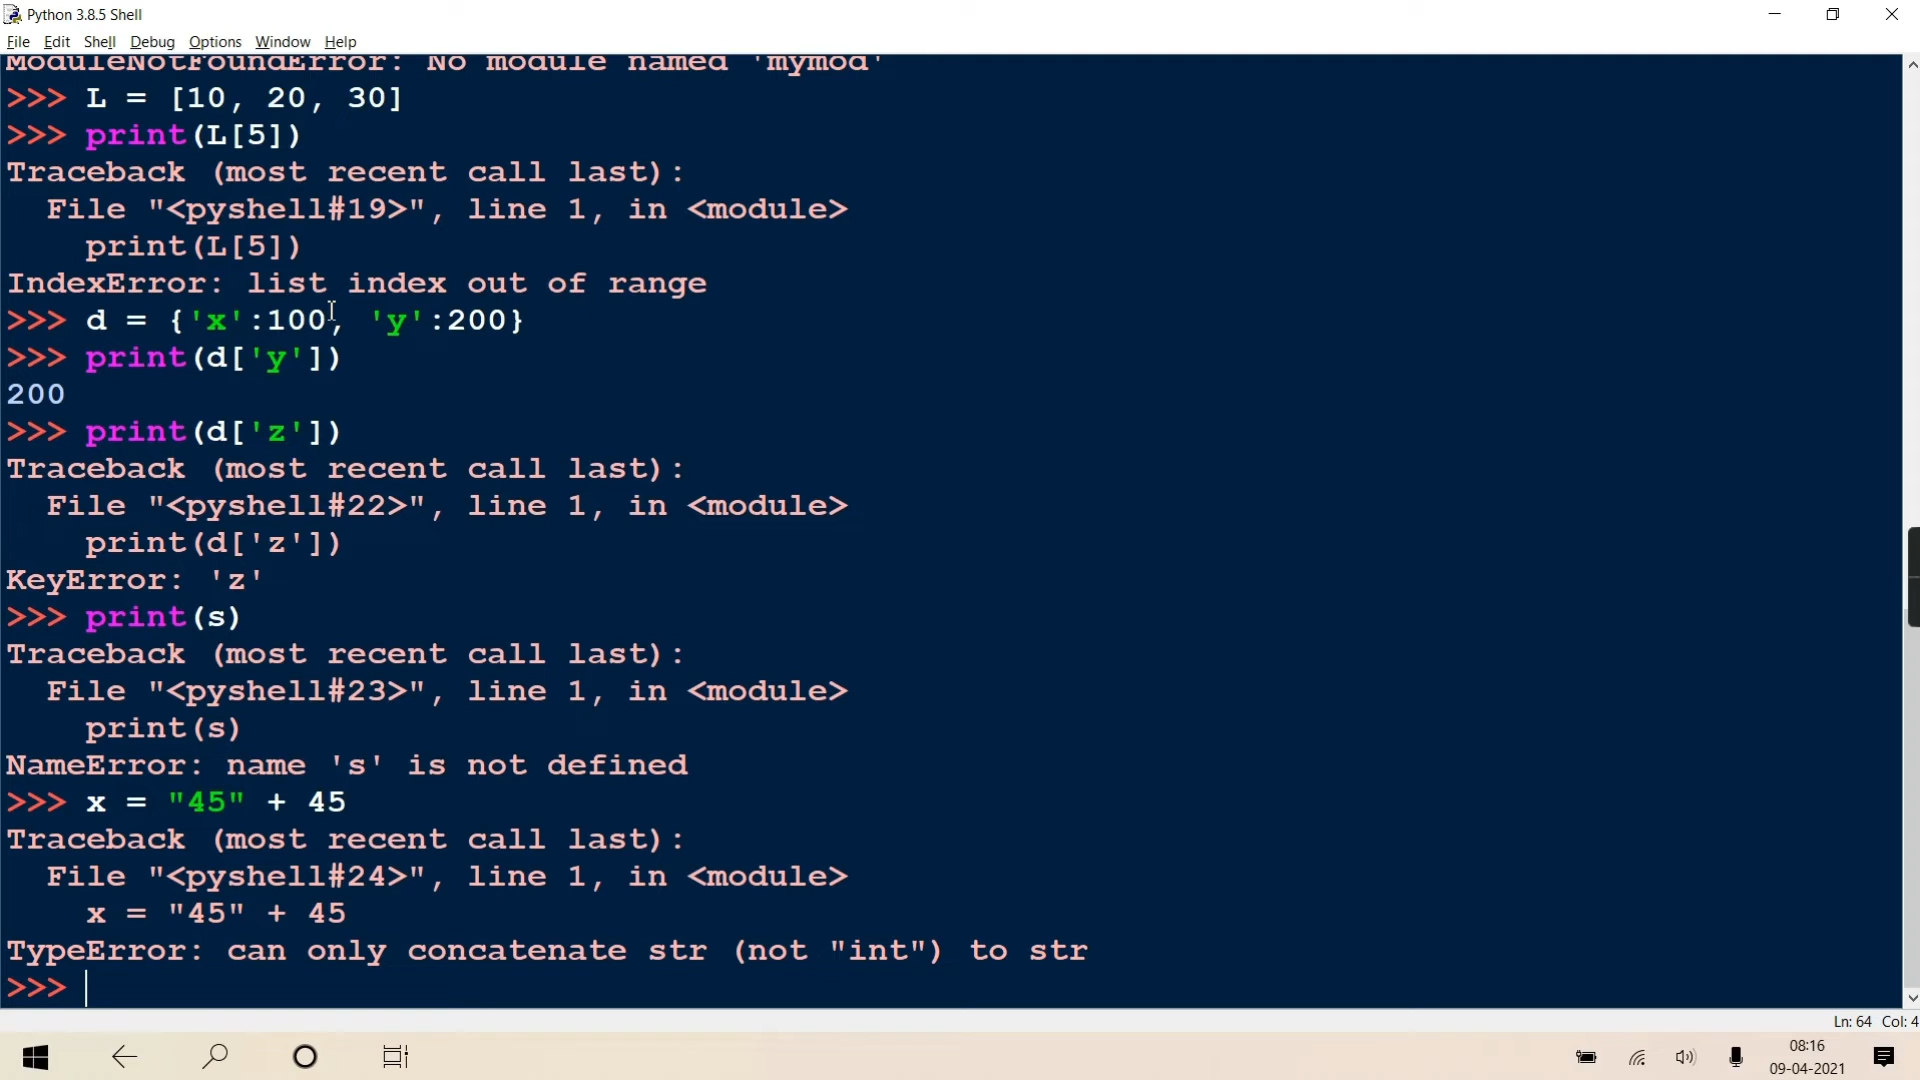 Python 3.8.5 Shell
File Edit Shell Debug Options Window Help
ModuleNotFoundError: No module named 'mymod'
>>> L = [10, 20, 30]
>>> print(L[5])
Traceback (most recent call last):
  File "<pyshell#19>", line 1, in <module>
    print(L[5])
IndexError: list index out of range
>>> d = {'x':100, 'y':200}
>>> print(d['y'])
200
>>> print(d['z'])
Traceback (most recent call last):
  File "<pyshell#22>", line 1, in <module>
    print(d['z'])
KeyError: 'z'
>>> print(s)
Traceback (most recent call last):
  File "<pyshell#23>", line 1, in <module>
    print(s)
NameError: name 's' is not defined
>>> x = "45" + 45
Traceback (most recent call last):
  File "<pyshell#24>", line 1, in <module>
    x = "45" + 45
TypeError: can only concatenate str (not "int") to str
>>>
Ln: 64 Col: 4
08:16
09-04-2021